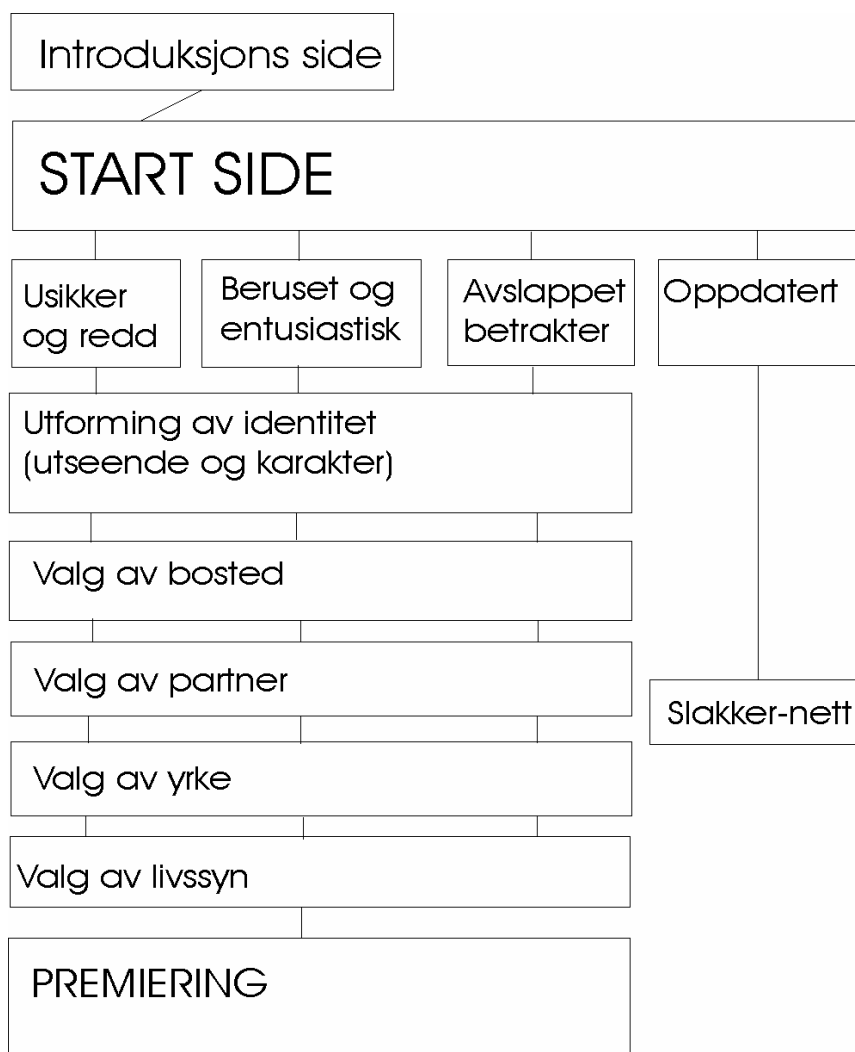 Introduksjons side
START SIDE
Usikker
og redd
Beruset og
entusiastisk
Avslappet
betrakter
Oppdatert
Utforming av identitet
(utseende og karakter)
Valg av bosted
Valg av partner
Slakker-nett
Valg av yrke
Valg av livssyn
PREMIERING